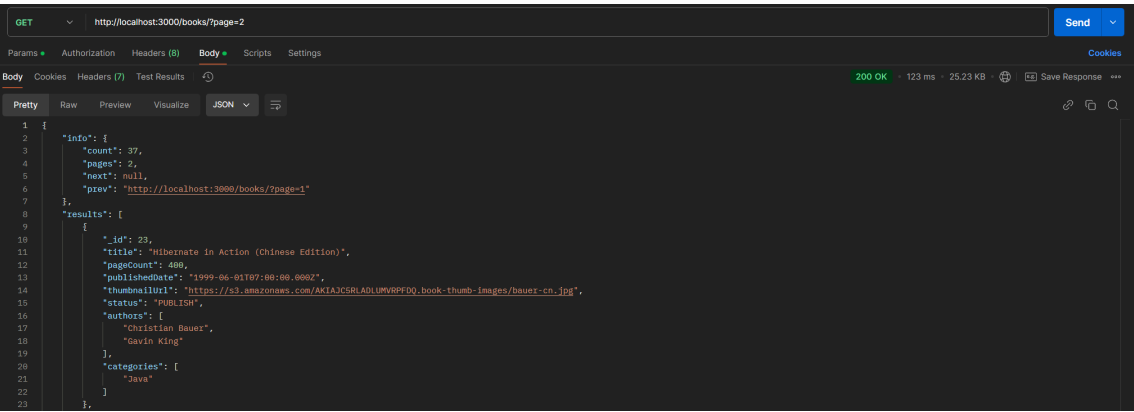 GET http://localhost:3000/books/?page=2 Send
Params Authorization Headers (8) Body Scripts Settings Cookies
Body Cookies Headers (7) Test Results 200 OK 123 ms 25.23 KB Save Response
Pretty Raw Preview Visualize JSON
1 {
2 "info": {
3 "count": 37,
4 "pages": 2,
5 "next": null,
6 "prev": "http://localhost:3000/books/?page=1"
7 },
8 "results": [
9 {
10 "_id": 23,
11 "title": "Hibernate in Action (Chinese Edition)",
12 "pageCount": 400,
13 "publishedDate": "1999-06-01T07:00:00.000Z",
14 "thumbnailUrl": "https://s3.amazonaws.com/AKIAJCSRLADLUMVRPFDQ.book-thumb-images/bauer-cn.jpg",
15 "status": "PUBLISH",
16 "authors": [
17 "Christian Bauer",
18 "Gavin King"
19 ],
20 "categories": [
21 "Java"
22 ]
23 },